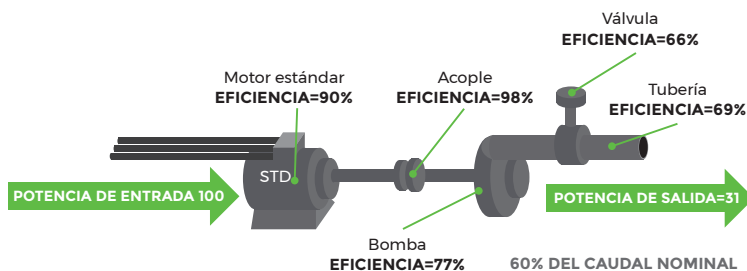 Válvula
EFICIENCIA=66%
Motor estándar
EFICIENCIA=90%
Acople
EFICIENCIA=98%
Tubería
EFICIENCIA=69%
STD
POTENCIA DE ENTRADA 100
POTENCIA DE SALIDA=31
Bomba
EFICIENCIA=77%
60% DEL CAUDAL NOMINAL